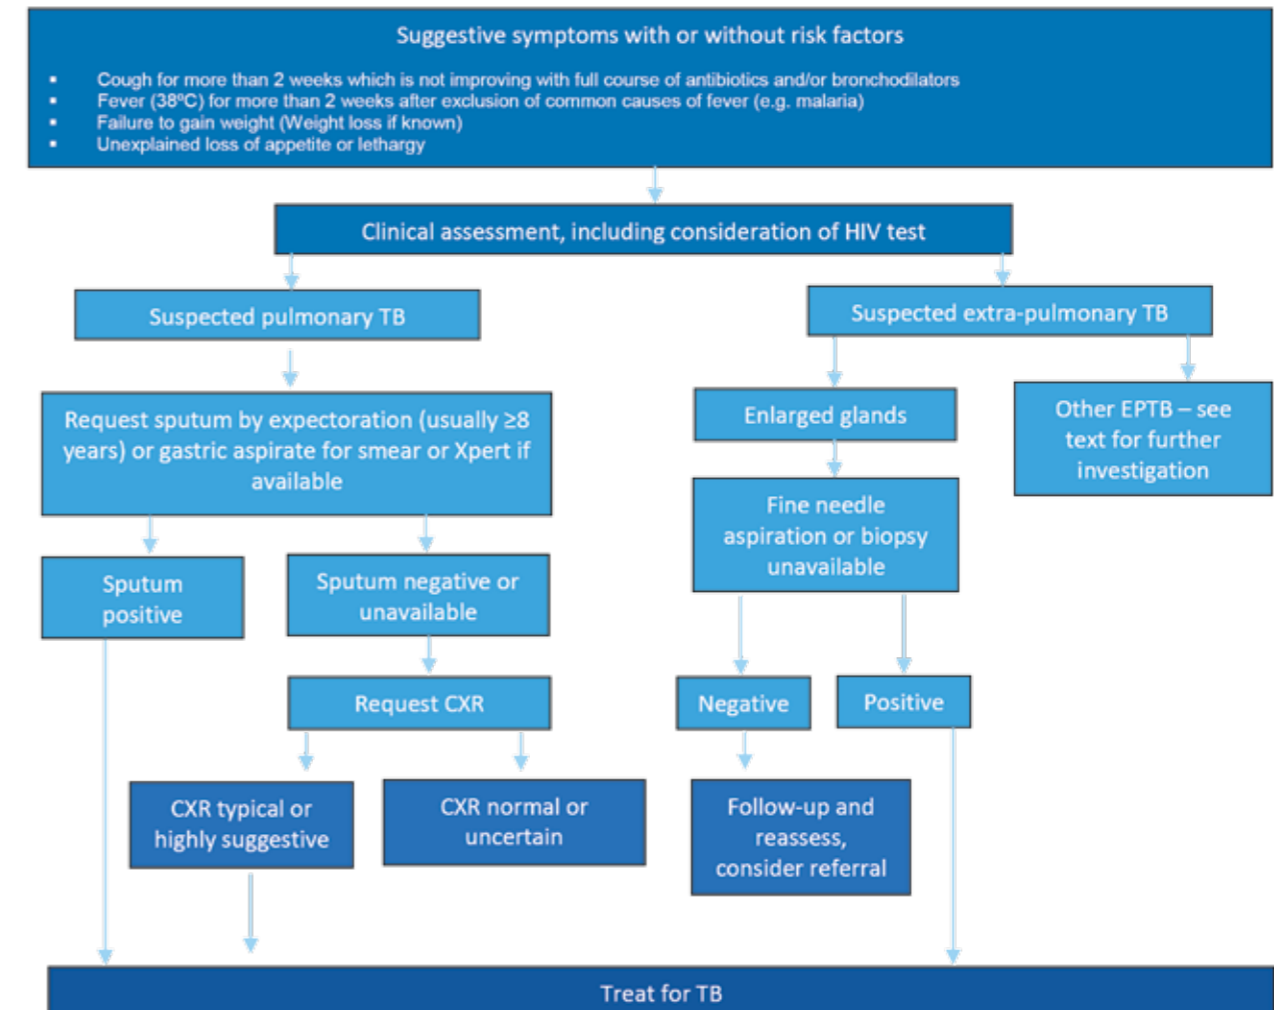 Suggestive symptoms with or without risk factors
▪ Cough for more than 2 weeks which is not improving with full course of antibiotics and/or bronchodilators
▪ Fever (38ºC) for more than 2 weeks after exclusion of common causes of fever (e.g. malaria)
▪ Failure to gain weight (Weight loss if known)
▪ Unexplained loss of appetite or lethargy
Clinical assessment, including consideration of HIV test
Suspected pulmonary TB
Suspected extra-pulmonary TB
Request sputum by expectoration (usually ≥8
years) or gastric aspirate for smear or Xpert if
available
Enlarged glands
Other EPTB – see
text for further
investigation
Fine needle
aspiration or biopsy
unavailable
Sputum
positive
Sputum negative or
unavailable
Request CXR
Negative
Positive
CXR typical or
highly suggestive
CXR normal or
uncertain
Follow-up and
reassess,
consider referral
Treat for TB